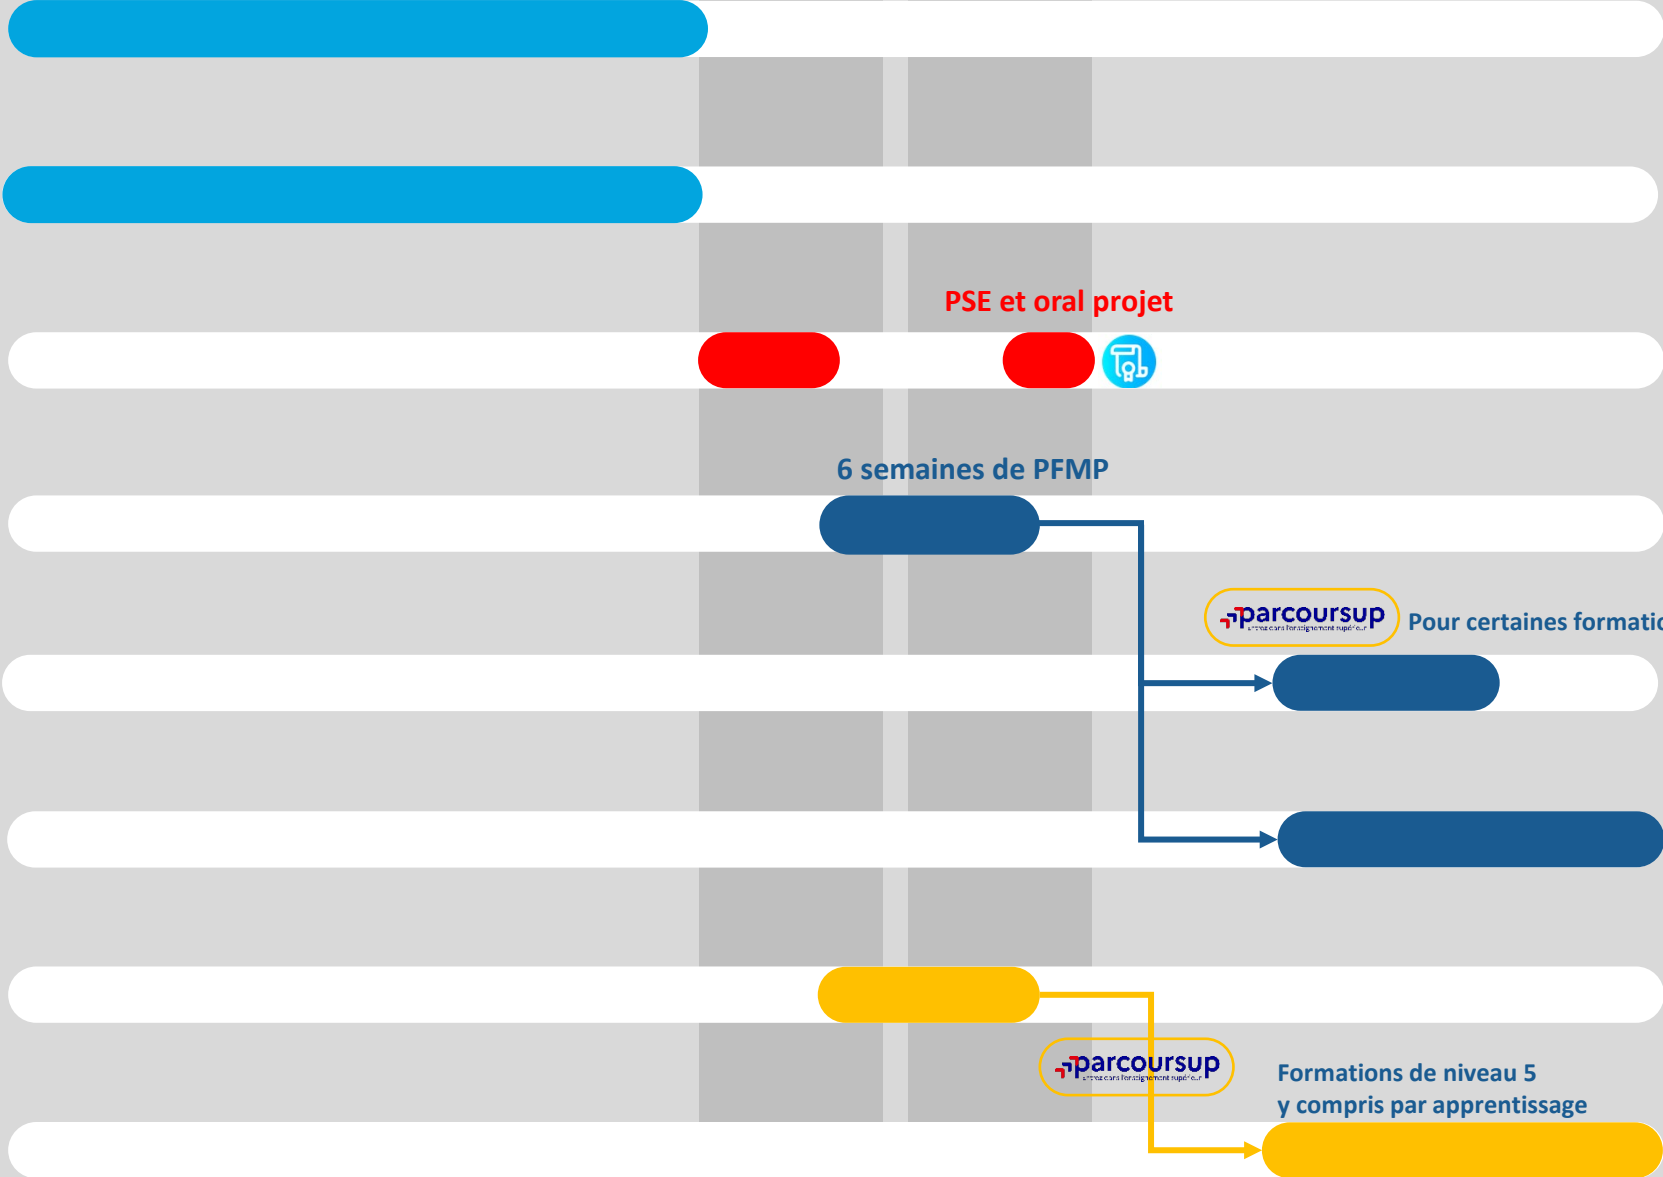 PSE et oral projet
6 semaines de PFMP
parcoursup
Pour certaines formatio
parcoursup
Formations de niveau 5
y compris par apprentissage